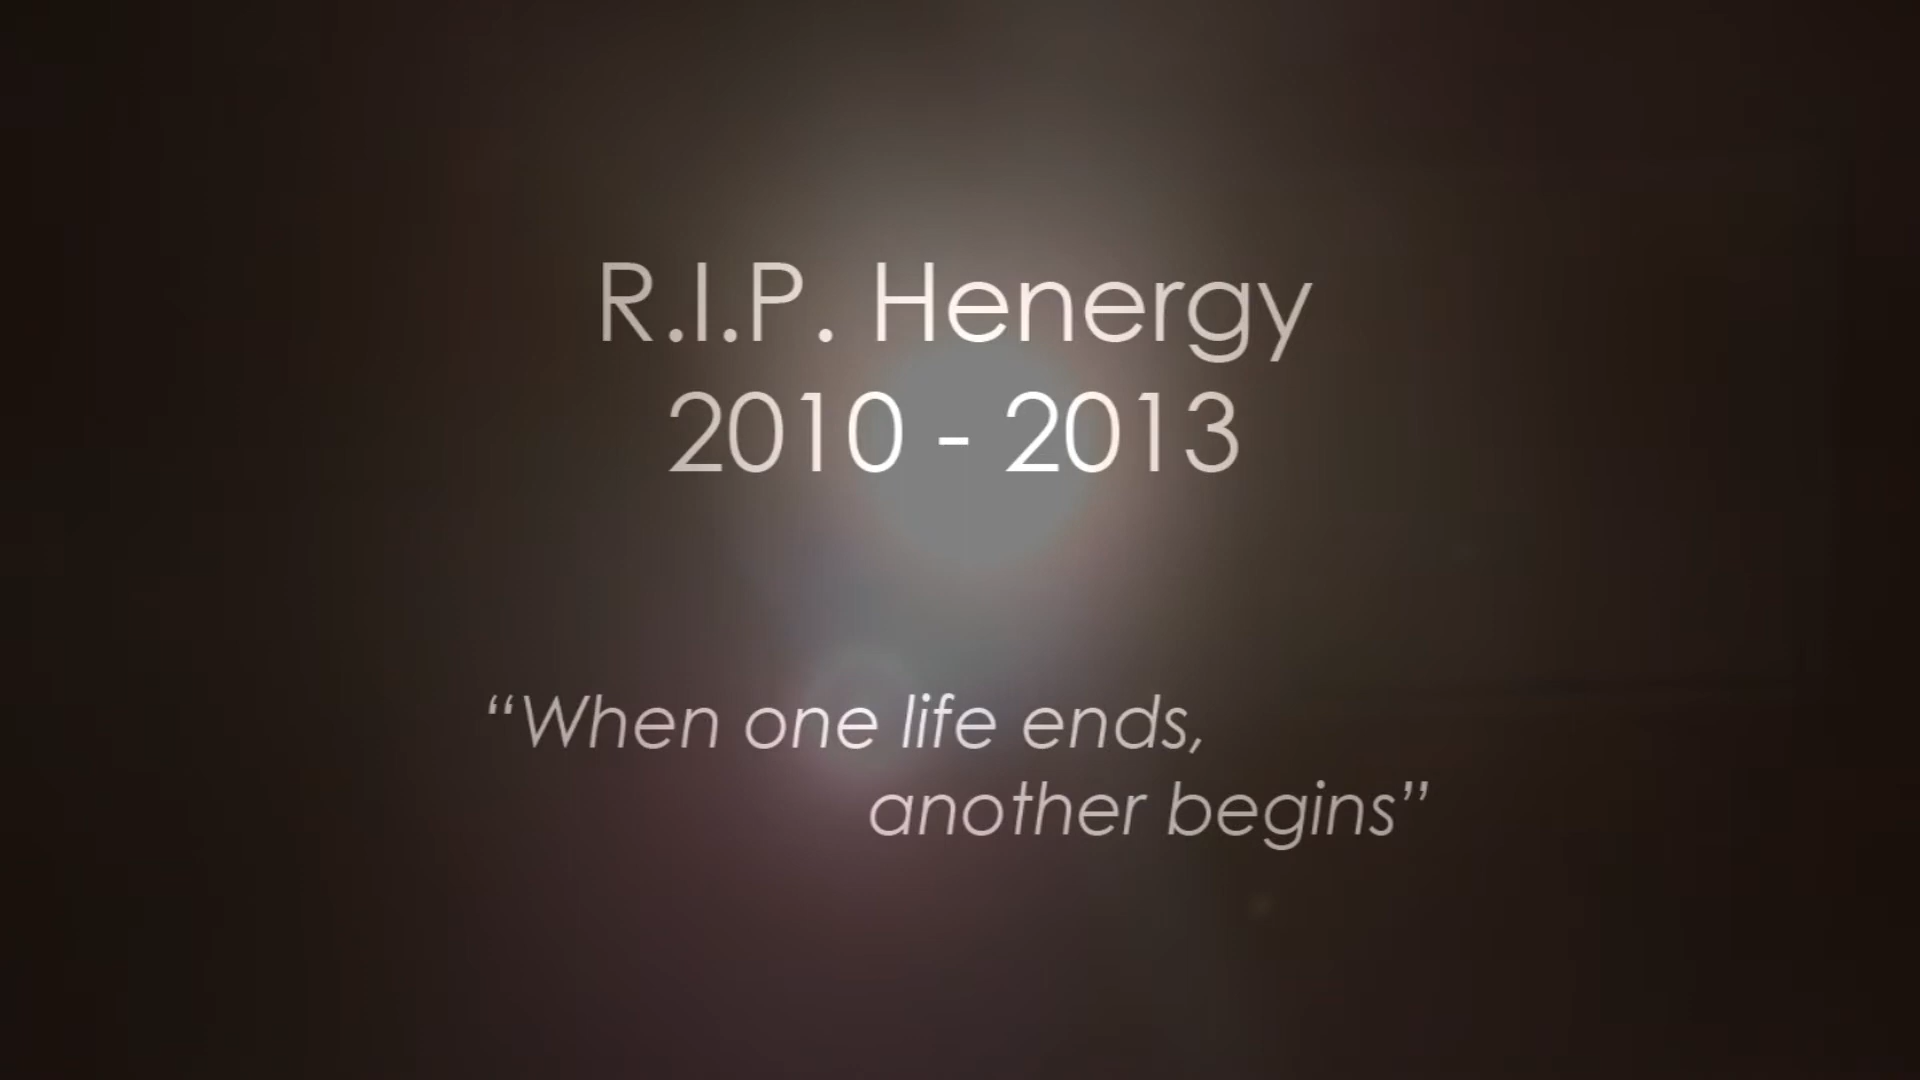 R.I.P. Henergy
2010 - 2013
“When one life ends,
another begins”